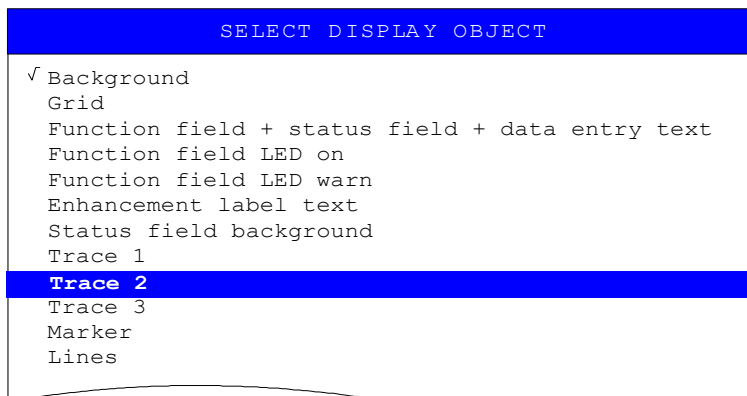 SELECT DISPLAY OBJECT
√ Background
Grid
Function field + status field + data entry text
Function field LED on
Function field LED warn
Enhancement label text
Status field background
Trace 1
Trace 2
Trace 3
Marker
Lines